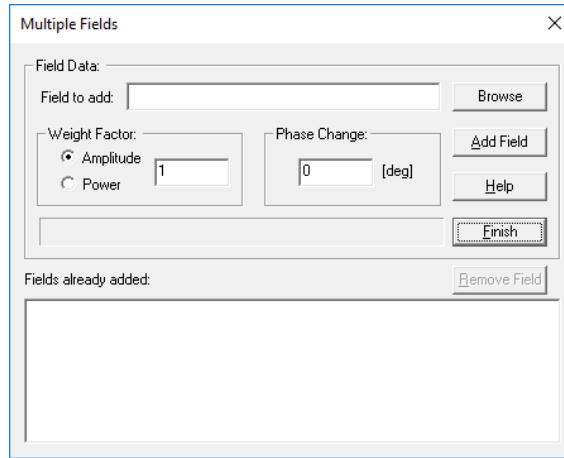 Multiple Fields
Field Data:
Field to add:
Browse
Weight Factor:
Phase Change:
Add Field
Amplitude
1
0
[deg]
Power
Help
Finish
Fields already added:
Remove Field